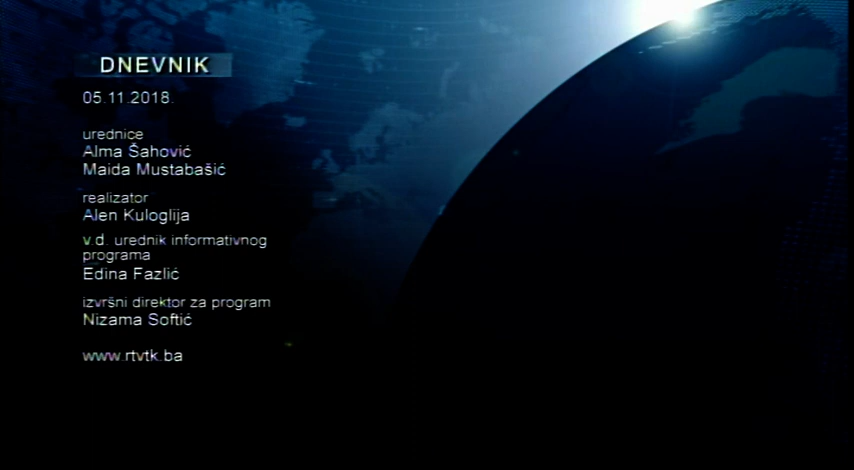 DNEVNIK
05.11.2018.
urednice
Alma Šahović
Maida Mustabašić
realizator
Alen Kuloglija
v.d. urednik informativnog
programa
Edina Fazlić
izvršni direktor za program
Nizama Softić
www.rtvtk.ba